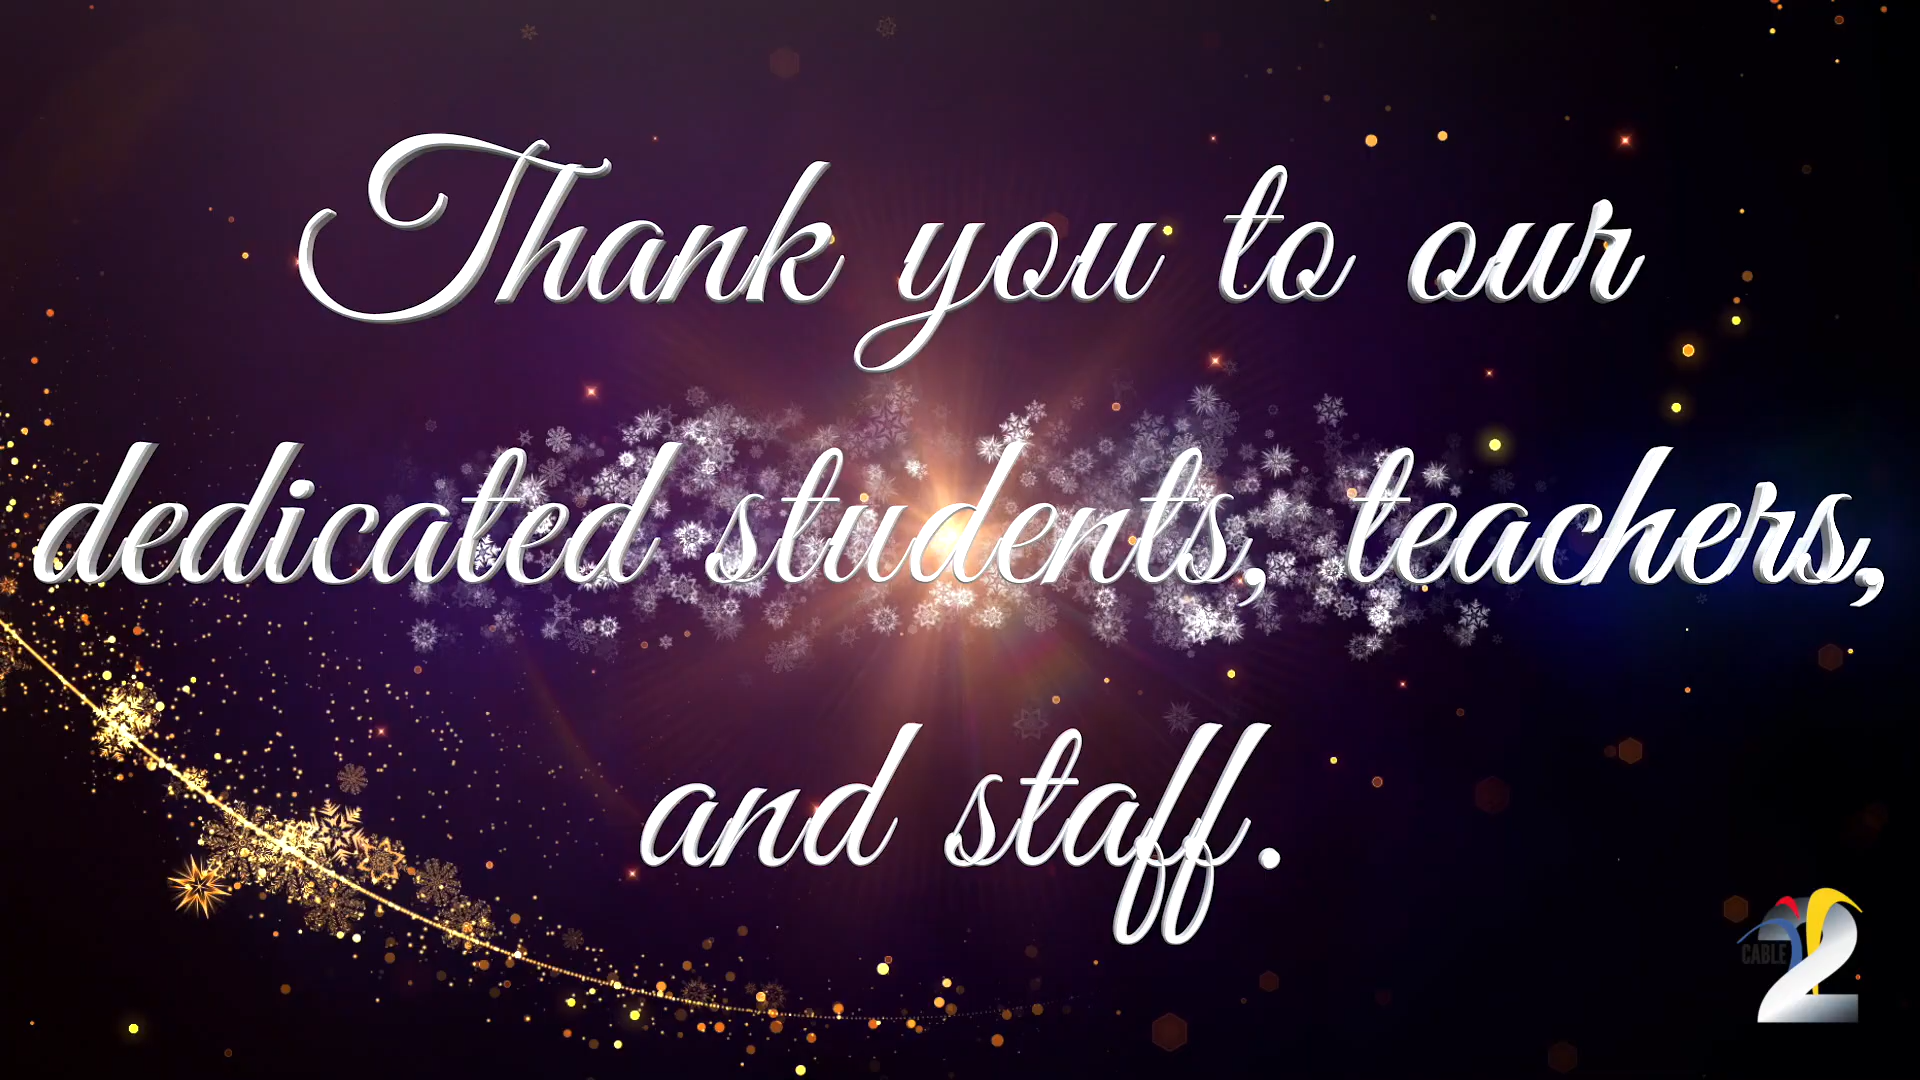 Thank you to our
dedicated students, teachers,
and staff.
CABLE
2